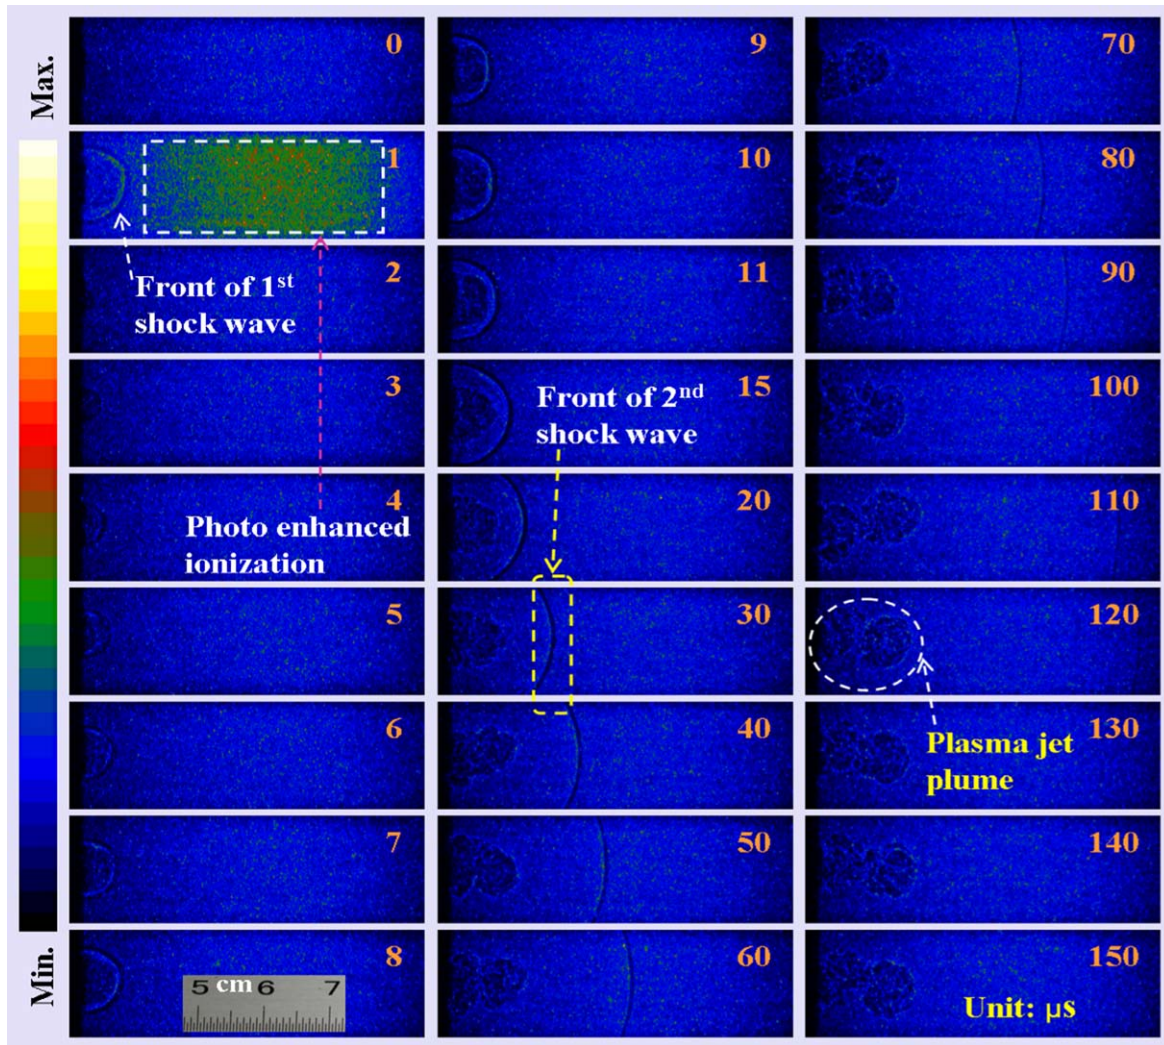 Max.
Min.
0
1
Front of 1st
shock wave
2
3
4
Photo enhanced
ionization
5
6
7
8
5 cm 6 7
9
10
11
15
Front of 2nd
shock wave
20
30
40
50
60
70
80
90
100
110
120
Plasma jet
plume
130
140
150
Unit: μs